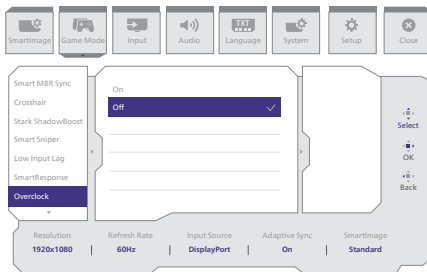 SmartImage
Game Mode
Input
Audio
TXT
Language
System
Setup
Close
Smart MBR Sync
Crosshair
Stark ShadowBoost
Smart Sniper
Low Input Lag
SmartResponse
Overclock
On
Off
Select
OK
Back
Resolution
1920x1080
Refresh Rate
60Hz
Input Source
DisplayPort
Adaptive Sync
On
SmartImage
Standard